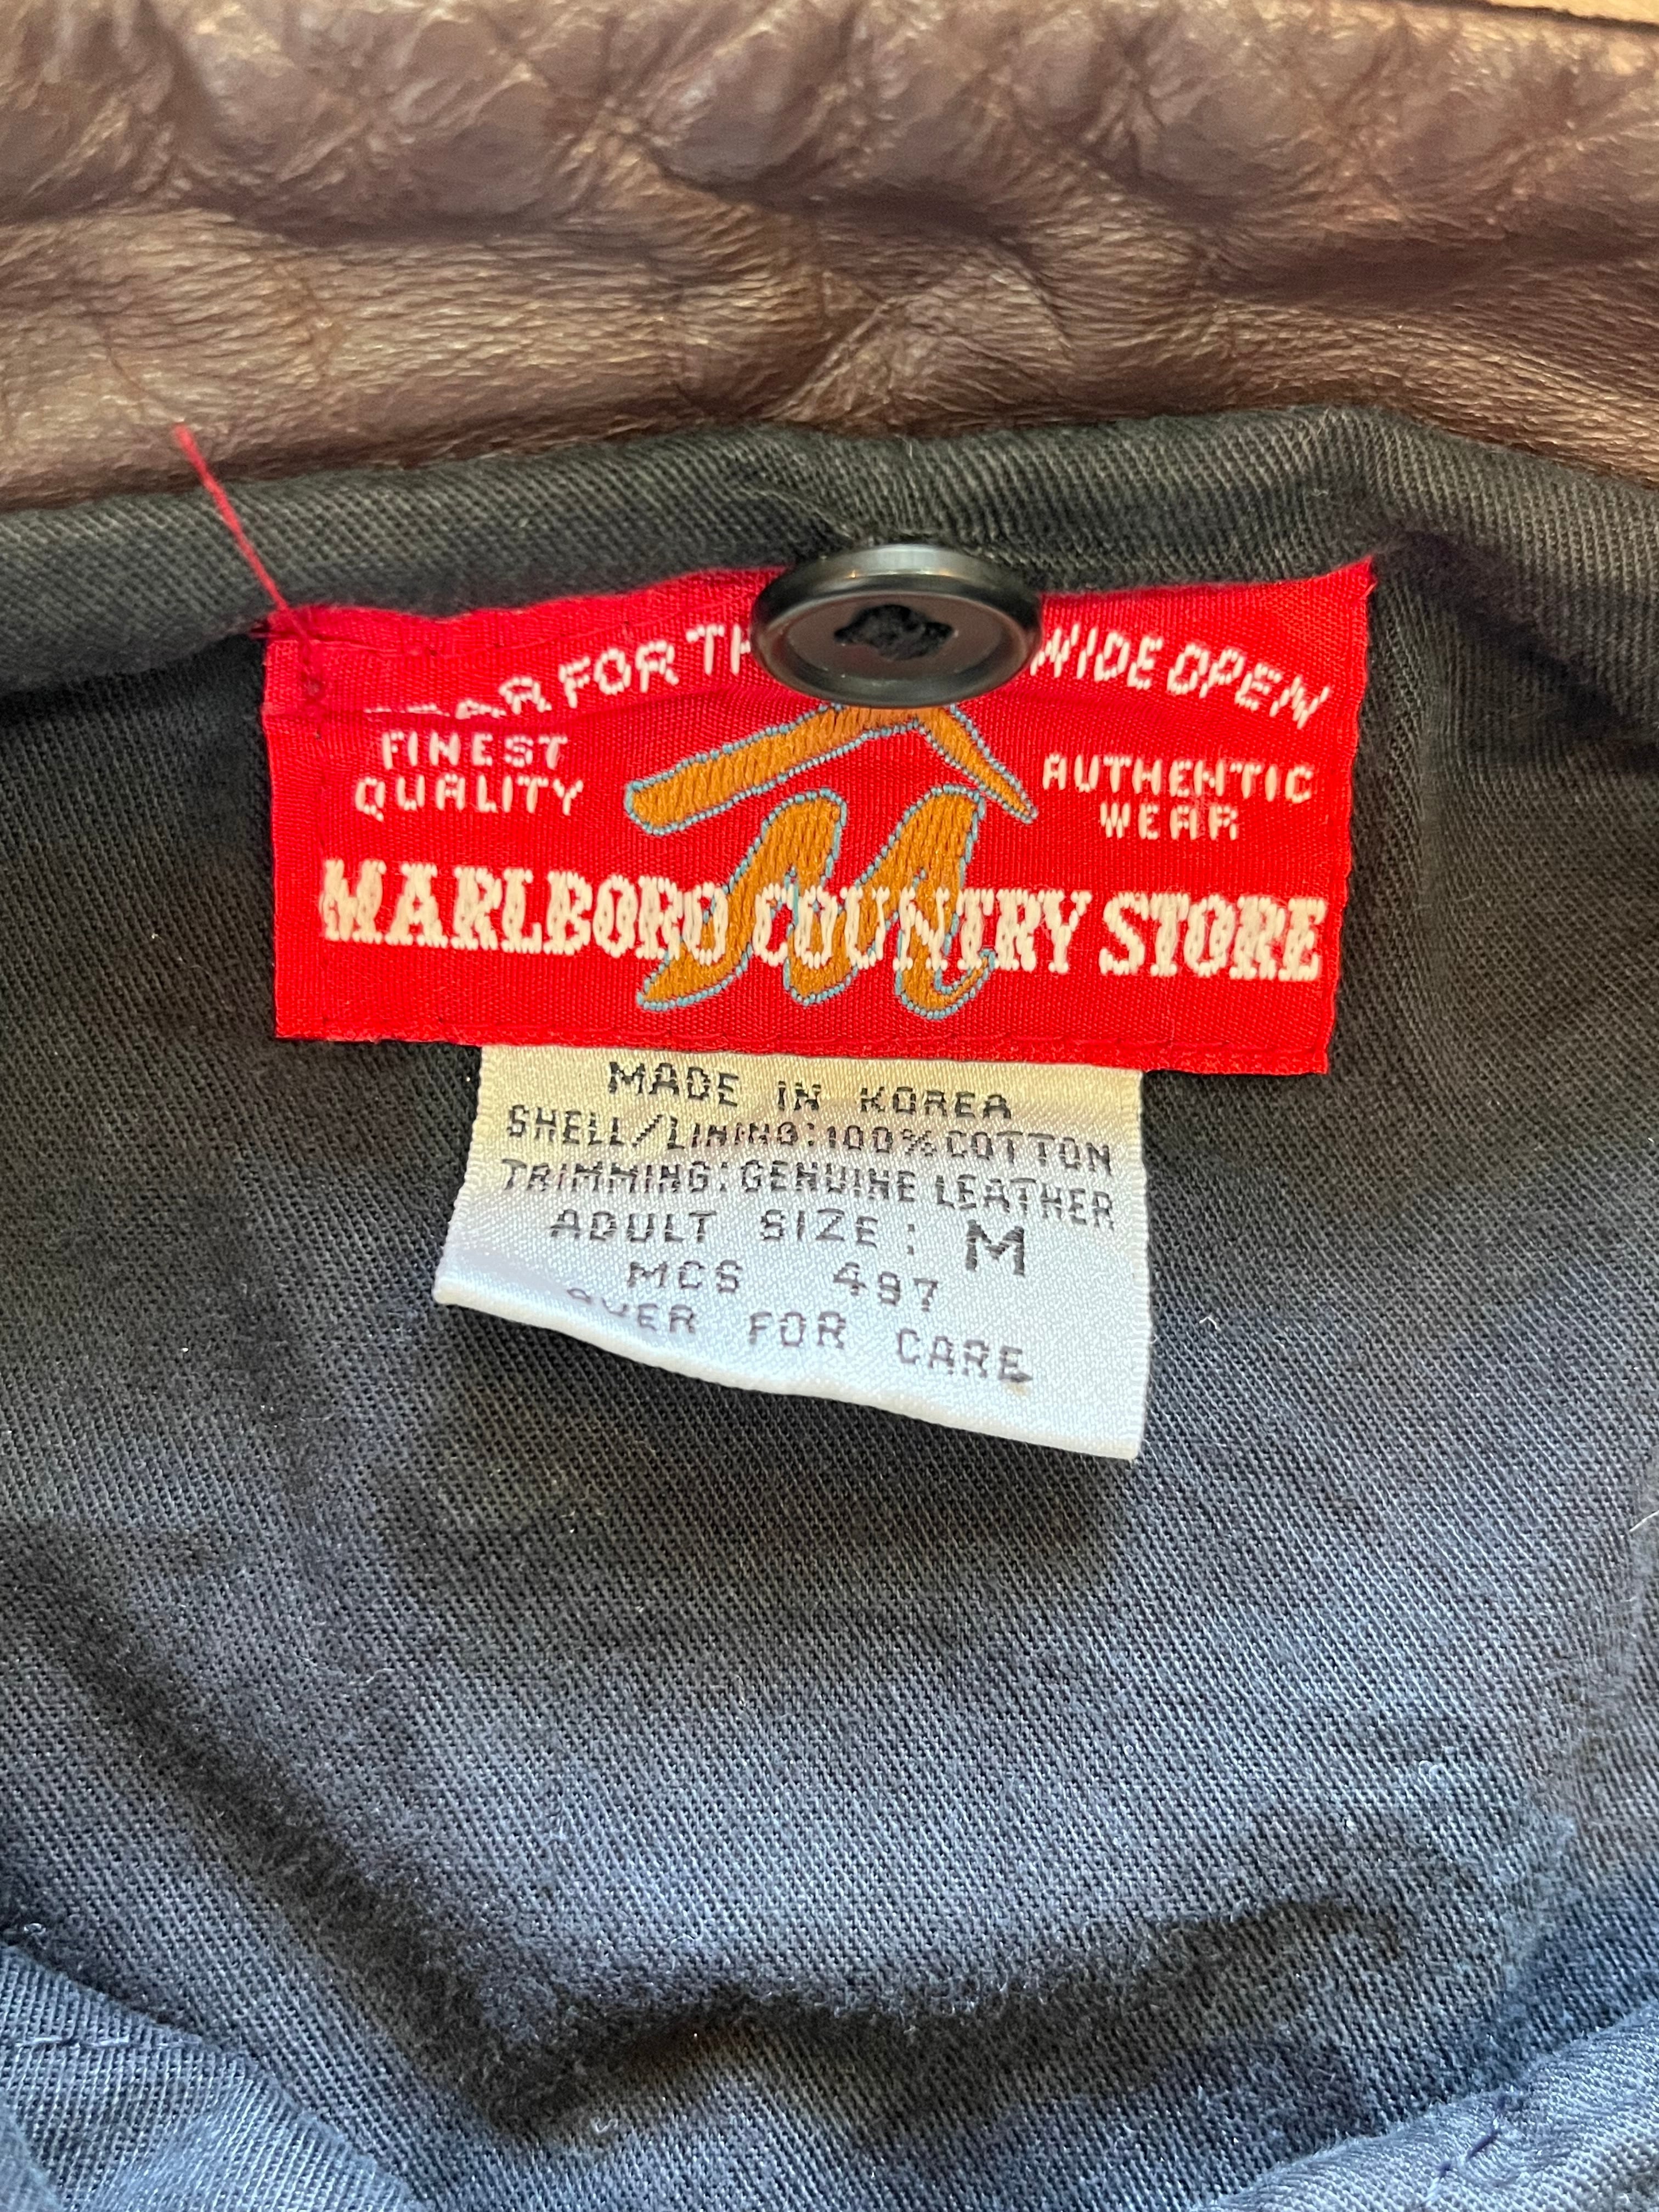 FOR WIDE OPEN
FINEST
QUALITY
AUTHENTIC
WEAR
MARLBORO COUNTRY STORE
MADE IN KOREA
SHELL/LINING:100%COTTON
TRIMMING:GENUINE LEATHER
ADULT SIZE: M
MCS 497
FOR CARE